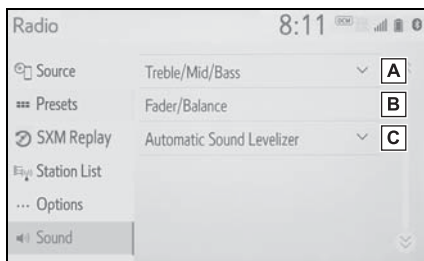 Radio 8:11 DCM
Source
Presets
SXM Replay
Station List
Options
Sound
Treble/Mid/Bass A
Fader/Balance B
Automatic Sound Levelizer C